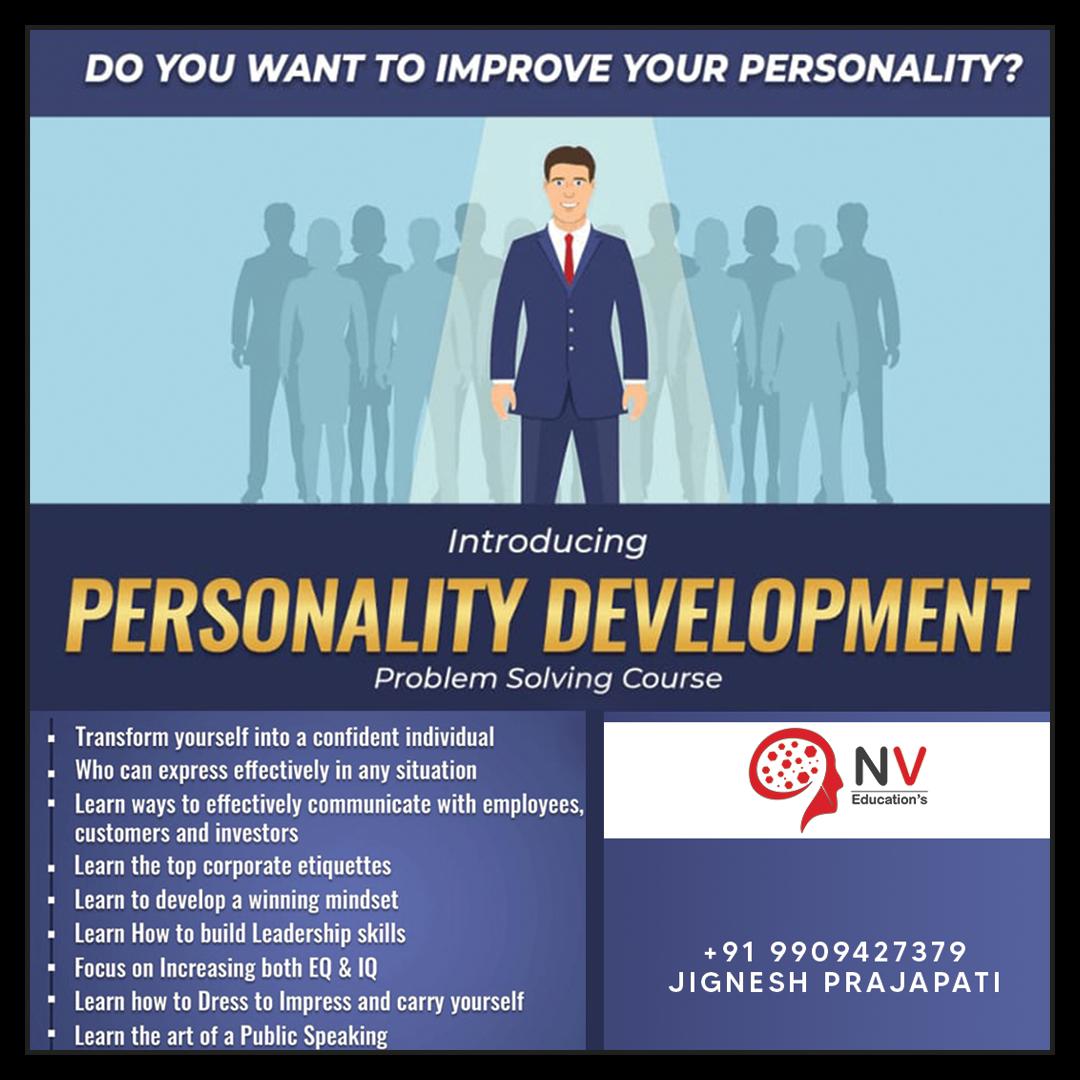 DO YOU WANT TO IMPROVE YOUR PERSONALITY?
Introducing
PERSONALITY DEVELOPMENT
Problem Solving Course
▪ Transform yourself into a confident individual
▪ Who can express effectively in any situation
▪ Learn ways to effectively communicate with employees,
customers and investors
▪ Learn the top corporate etiquettes
▪ Learn to develop a winning mindset
▪ Learn How to build Leadership skills
▪ Focus on Increasing both EQ & IQ
▪ Learn how to Dress to Impress and carry yourself
▪ Learn the art of a Public Speaking
NV
Education's
+91 9909427379
JIGNESH PRAJAPATI